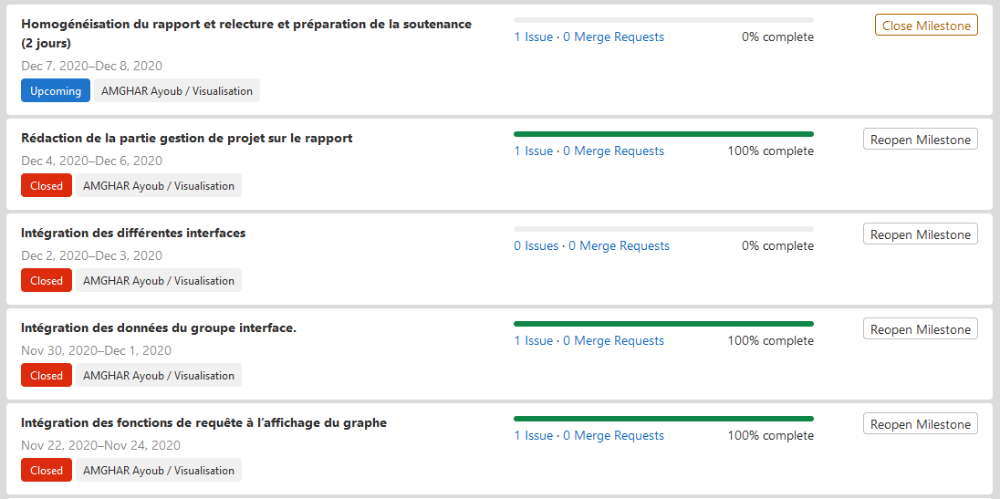 Homogénéisation du rapport et relecture et préparation de la soutenance
(2 jours)
1 Issue · 0 Merge Requests 0% complete
Close Milestone
Dec 7, 2020–Dec 8, 2020
Upcoming AMGHAR Ayoub / Visualisation
Rédaction de la partie gestion de projet sur le rapport
1 Issue · 0 Merge Requests 100% complete
Reopen Milestone
Dec 4, 2020–Dec 6, 2020
Closed AMGHAR Ayoub / Visualisation
Intégration des différentes interfaces
0 Issues · 0 Merge Requests 0% complete
Reopen Milestone
Dec 2, 2020–Dec 3, 2020
Closed AMGHAR Ayoub / Visualisation
Intégration des données du groupe interface.
1 Issue · 0 Merge Requests 100% complete
Reopen Milestone
Nov 30, 2020–Dec 1, 2020
Closed AMGHAR Ayoub / Visualisation
Intégration des fonctions de requête à l’affichage du graphe
1 Issue · 0 Merge Requests 100% complete
Reopen Milestone
Nov 22, 2020–Nov 24, 2020
Closed AMGHAR Ayoub / Visualisation